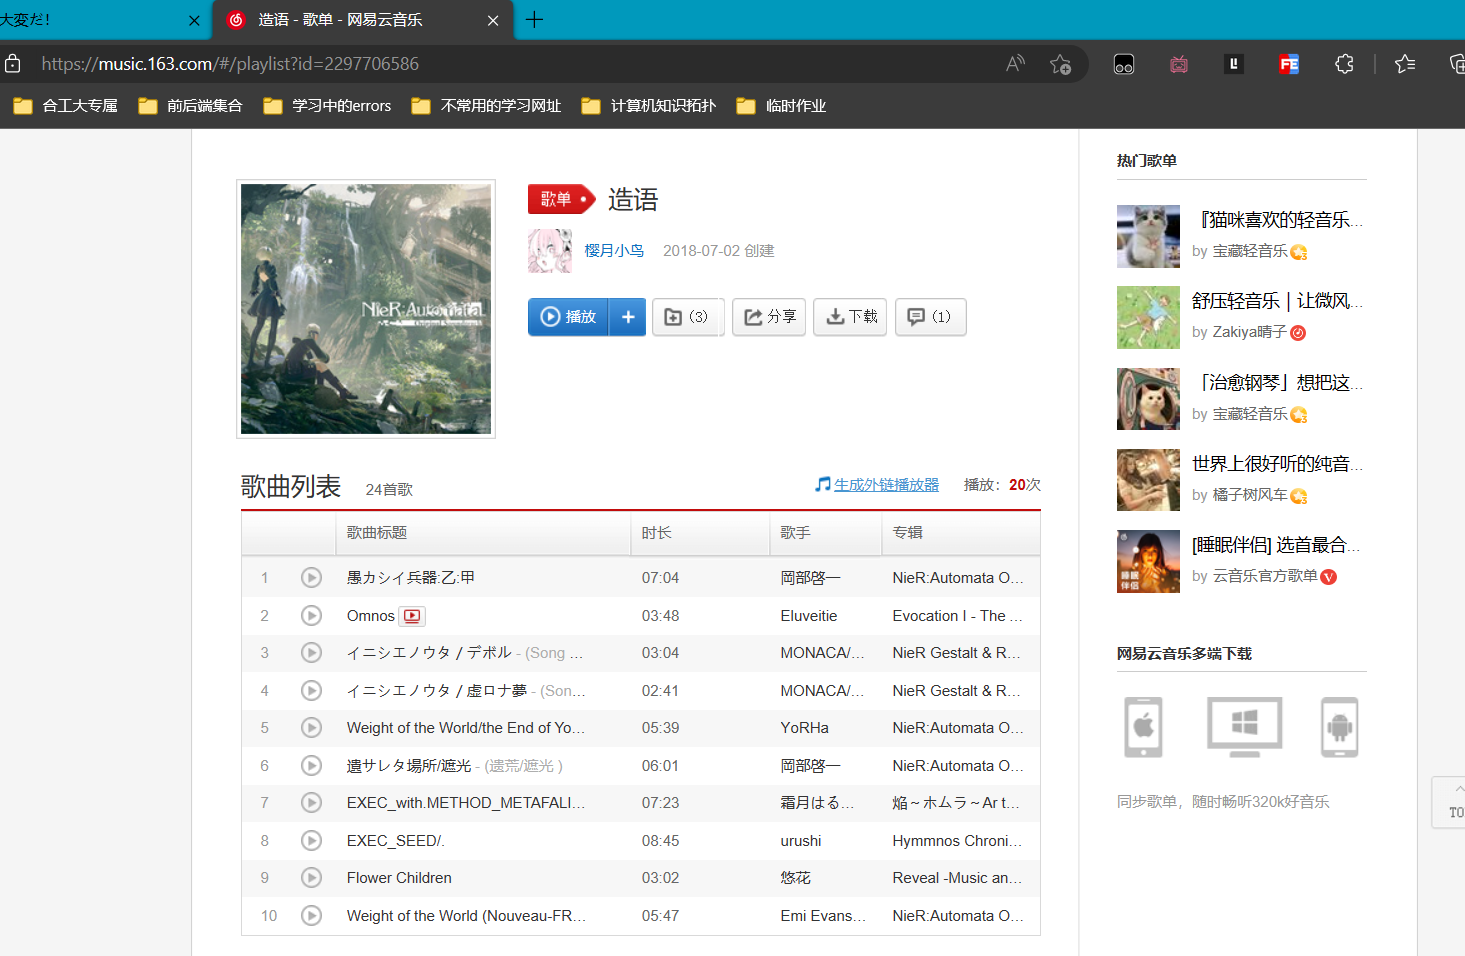 大変だ!
造语 - 歌单 - 网易云音乐
https://music.163.com/#/playlist?id=2297706586
合工大专属
前后端集合
学习中的errors
不常用的学习网址
计算机知识拓扑
临时作业
NieR:Automata
Original Soundtrack
歌单
造语
樱月小鸟
2018-07-02 创建
播放
(3)
分享
下载
(1)
歌曲列表
24首歌
生成外链播放器
播放：20次
歌曲标题
时长
歌手
专辑
1 愚カシイ兵器:乙:甲 07:04 岡部啓一 NieR:Automata O...
2 Omnos 03:48 Eluveitie Evocation I - The ...
3 イニシエノウタ / デボル - (Song ... 03:04 MONACA/... NieR Gestalt & R...
4 イニシエノウタ / 虚ロナ夢 - (Son... 02:41 MONACA/... NieR Gestalt & R...
5 Weight of the World/the End of Yo... 05:39 YoRHa NieR:Automata O...
6 遺サレタ場所/遮光 - (遗荒/遮光 ) 06:01 岡部啓一 NieR:Automata O...
7 EXEC_with.METHOD_METAFALI... 07:23 霜月はる... 焔～ホムラ～Ar t...
8 EXEC_SEED/. 08:45 urushi Hymmnos Chroni...
9 Flower Children 03:02 悠花 Reveal -Music an...
10 Weight of the World (Nouveau-FR... 05:47 Emi Evans... NieR:Automata O...
热门歌单
『猫咪喜欢的轻音乐...
by 宝藏轻音乐
舒压轻音乐｜让微风...
by Zakiya晴子
「治愈钢琴」想把这...
by 宝藏轻音乐
世界上很好听的纯音...
by 橘子树风车
[睡眠伴侣] 选首最合...
by 云音乐官方歌单
睡眠
伴侣
网易云音乐多端下载
同步歌单，随时畅听320k好音乐
TO